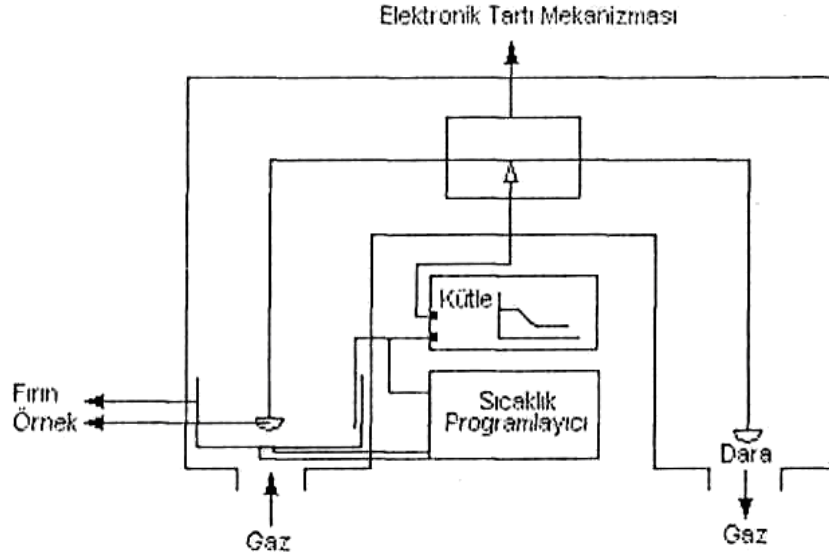 Elektronik Tartı Mekanizması
Kütle
Fırın
Örnek
Sıcaklık
Programlayıcı
Dara
Gaz
Gaz